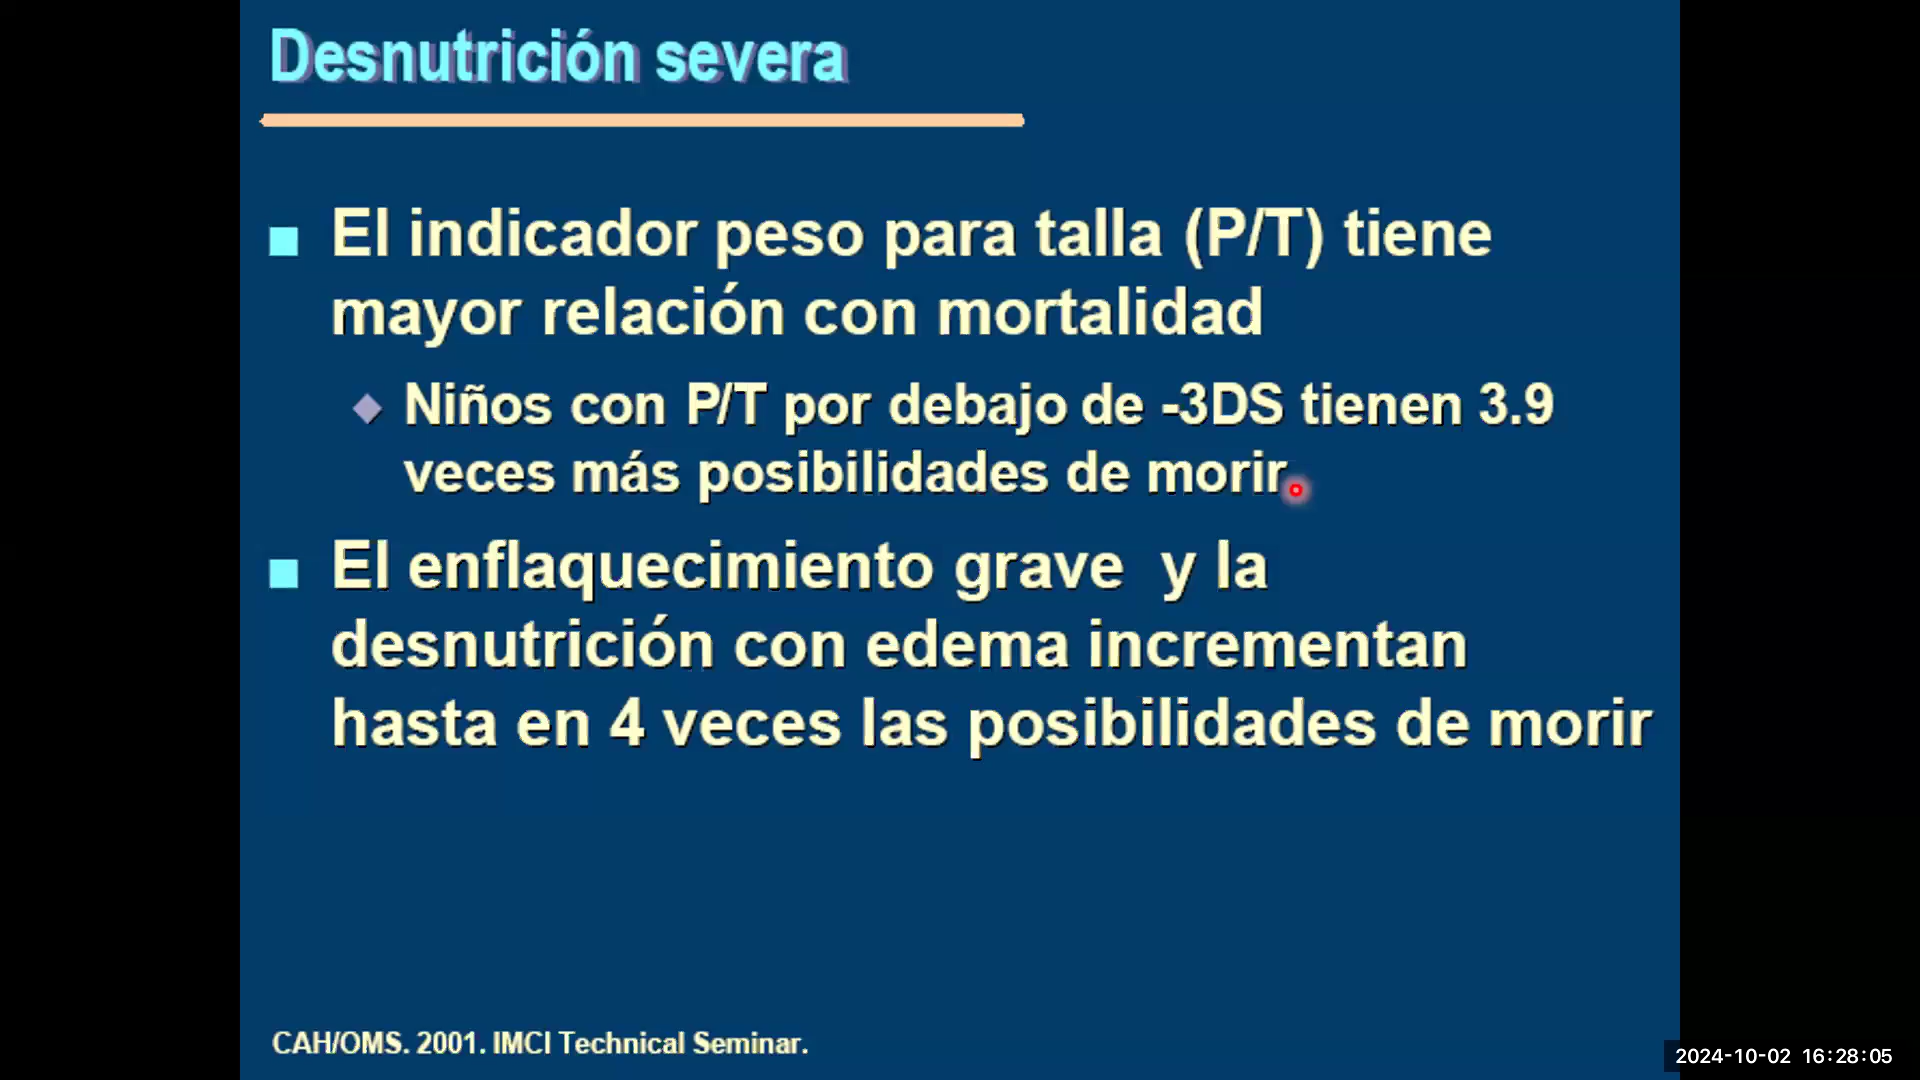 Desnutrición severa
El indicador peso para talla (P/T) tiene
mayor relación con mortalidad
Niños con P/T por debajo de -3DS tienen 3.9
veces más posibilidades de morir.
El enflaquecimiento grave y la
desnutrición con edema incrementan
hasta en 4 veces las posibilidades de morir
CAH/OMS. 2001. IMCI Technical Seminar.
2024-10-02 16:28:05